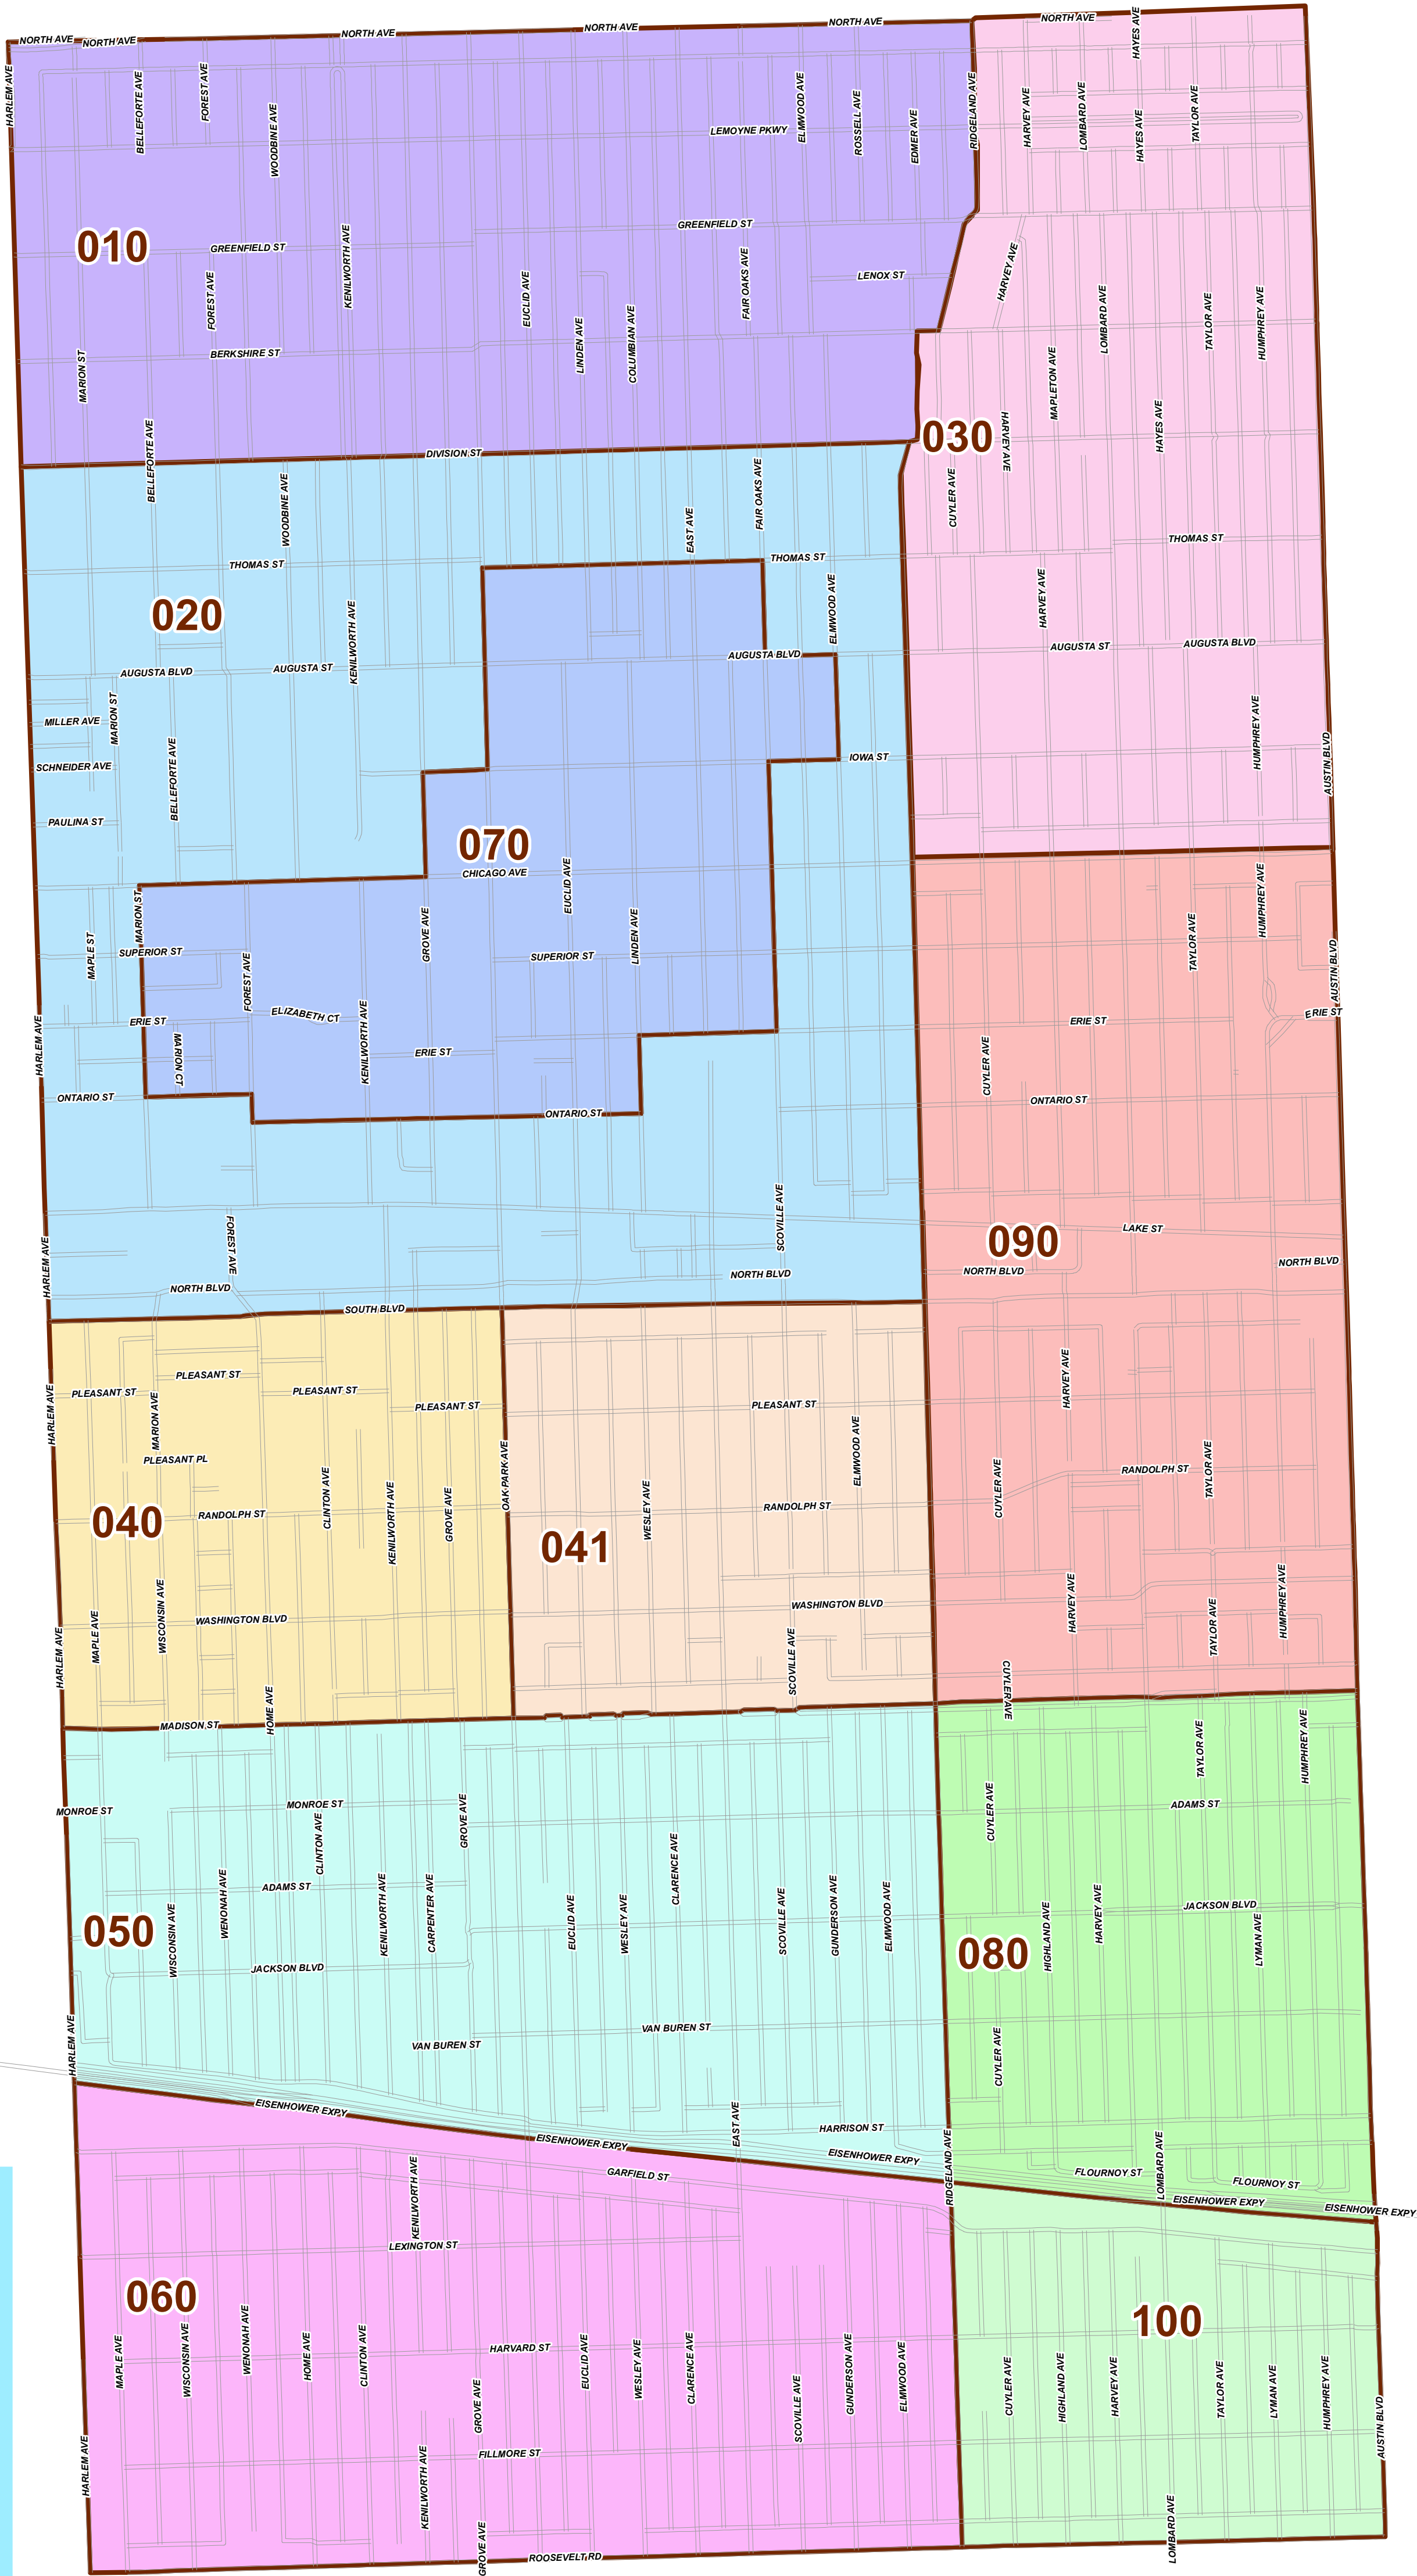 NORTH AVE
NORTH AVE
NORTH AVE
NORTH AVE
NORTH AVE
NORTH AVE
HARLEM AVE
BELLEFORTE AVE
FOREST AVE
WOODBINE AVE
ELMWOOD AVE
ROSSELL AVE
EDMER AVE
RIDGELAND AVE
HARVEY AVE
LOMBARD AVE
HAYES AVE
HAYES AVE
TAYLOR AVE
LEMOYNE PKWY
010
GREENFIELD ST
GREENFIELD ST
FOREST AVE
KENILWORTH AVE
EUCLID AVE
LINDEN AVE
COLUMBIAN AVE
FAIR OAKS AVE
LENOX ST
HARVEY AVE
LOMBARD AVE
TAYLOR AVE
HUMPHREY AVE
MARION ST
BERKSHIRE ST
MAPLETON AVE
030
HARVEY AVE
HAYES AVE
BELLEFORTE AVE
DIVISION ST
WOODBINE AVE
EAST AVE
FAIR OAKS AVE
CUYLER AVE
THOMAS ST
THOMAS ST
THOMAS ST
020
KENILWORTH AVE
ELMWOOD AVE
HARVEY AVE
AUGUSTA BLVD
AUGUSTA ST
AUGUSTA BLVD
AUGUSTA ST
AUGUSTA BLVD
MARION ST
MILLER AVE
SCHNEIDER AVE
BELLEFORTE AVE
IOWA ST
HUMPHREY AVE
AUSTIN BLVD
PAULINA ST
070
CHICAGO AVE
MAPLE ST
MARION ST
SUPERIOR ST
FOREST AVE
GROVE AVE
EUCLID AVE
LINDEN AVE
SUPERIOR ST
TAYLOR AVE
HUMPHREY AVE
AUSTIN BLVD
HARLEM AVE
ERIE ST
MARION CT
ELIZABETH CT
KENILWORTH AVE
ERIE ST
CUYLER AVE
ERIE ST
ERIE ST
ONTARIO ST
ONTARIO ST
ONTARIO ST
HARLEM AVE
FOREST AVE
SCOVILLE AVE
090
LAKE ST
NORTH BLVD
NORTH BLVD
NORTH BLVD
NORTH BLVD
SOUTH BLVD
HARLEM AVE
PLEASANT ST
PLEASANT ST
PLEASANT ST
PLEASANT ST
PLEASANT ST
MARION AVE
PLEASANT PL
HARVEY AVE
ELMWOOD AVE
CLINTON AVE
KENILWORTH AVE
GROVE AVE
OAK PARK AVE
WESLEY AVE
CUYLER AVE
RANDOLPH ST
TAYLOR AVE
040
RANDOLPH ST
041
RANDOLPH ST
HARLEM AVE
MAPLE AVE
WISCONSIN AVE
WASHINGTON BLVD
WASHINGTON BLVD
SCOVILLE AVE
HARVEY AVE
TAYLOR AVE
HUMPHREY AVE
CUYLER AVE
MADISON ST
HOME AVE
TAYLOR AVE
HUMPHREY AVE
MONROE ST
MONROE ST
CLINTON AVE
GROVE AVE
CLARENCE AVE
CUYLER AVE
ADAMS ST
ADAMS ST
050
WISCONSIN AVE
WENONAH AVE
KENILWORTH AVE
CARPENTER AVE
EUCLID AVE
WESLEY AVE
SCOVILLE AVE
GUNDERSON AVE
ELMWOOD AVE
080
HIGHLAND AVE
HARVEY AVE
JACKSON BLVD
LYMAN AVE
JACKSON BLVD
HARLEM AVE
VAN BUREN ST
VAN BUREN ST
CUYLER AVE
EISENHOWER EXPY
EISENHOWER EXPY
EAST AVE
HARRISON ST
EISENHOWER EXPY
RIDGELAND AVE
GARFIELD ST
FLOURNOY ST
LOMBARD AVE
FLOURNOY ST
EISENHOWER EXPY
EISENHOWER EXPY
KENILWORTH AVE
LEXINGTON ST
060
100
MAPLE AVE
WISCONSIN AVE
WENONAH AVE
HOME AVE
CLINTON AVE
HARVARD ST
GROVE AVE
EUCLID AVE
WESLEY AVE
CLARENCE AVE
SCOVILLE AVE
GUNDERSON AVE
ELMWOOD AVE
CUYLER AVE
HIGHLAND AVE
HARVEY AVE
TAYLOR AVE
LYMAN AVE
HUMPHREY AVE
AUSTIN BLVD
HARLEM AVE
KENILWORTH AVE
FILLMORE ST
GROVE AVE
ROOSEVELT RD
LOMBARD AVE